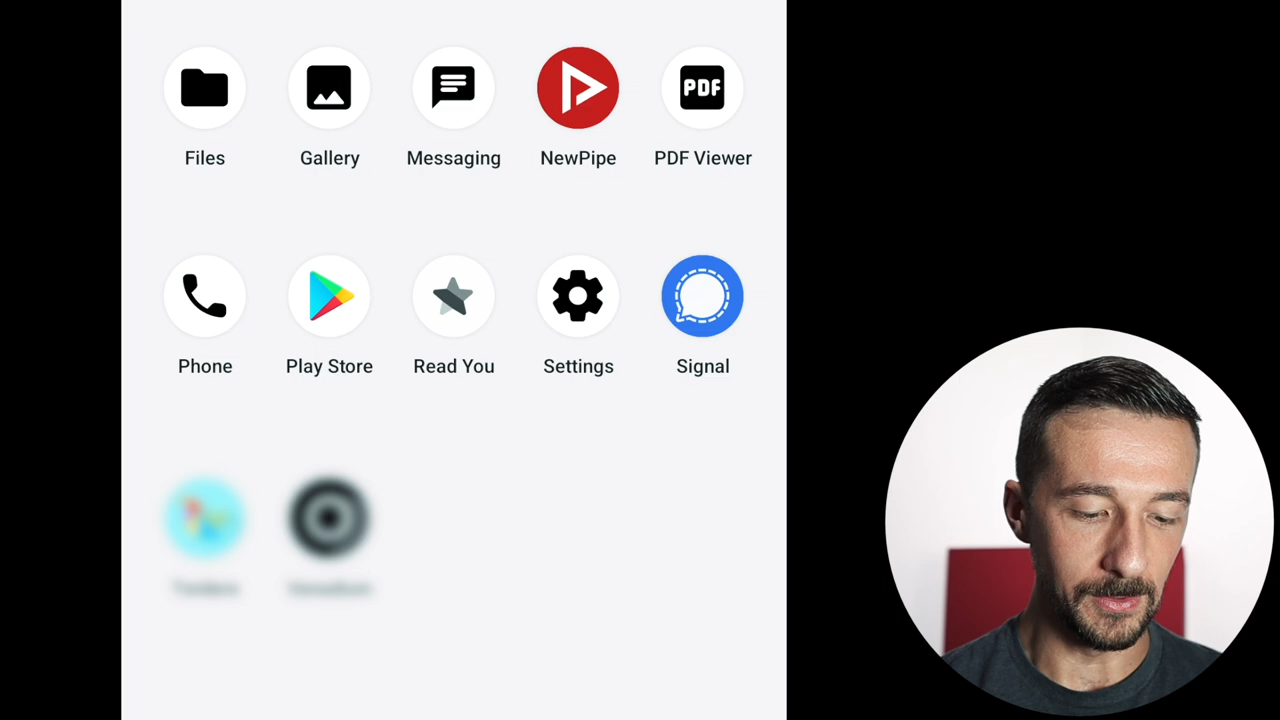 PDF
Files
Gallery
Messaging
NewPipe
PDF Viewer
Phone
Play Store
Read You
Settings
Signal